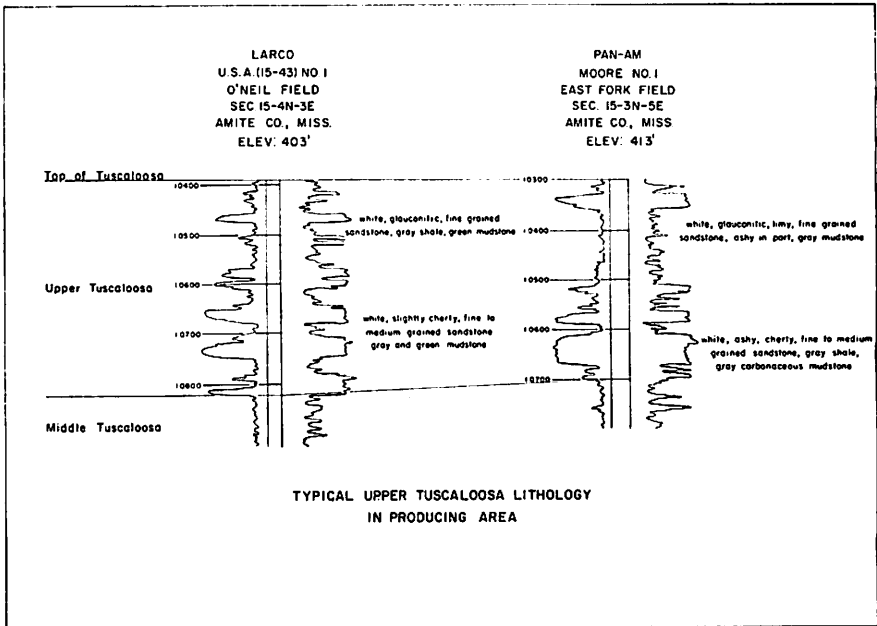 LARCO
U.S.A.(15-43) NO. 1
O'NEIL FIELD
SEC 15-4N-3E
AMITE CO., MISS.
ELEV: 403'
PAN-AM
MOORE NO. 1
EAST FORK FIELD
SEC. 15-3N-5E
AMITE CO., MISS.
ELEV: 413'
Top of Tuscaloosa
10400
10500
10600
10700
10800
10300
10400
10500
10600
10700
white, glauconitic, fine grained
sandstone, gray shale, green mudstone
white, glauconitic, limy, fine grained
sandstone, ashy in part, gray mudstone
Upper Tuscaloosa
white, slightly cherty, fine to
medium grained sandstone
gray and green mudstone
white, ashy, cherty, fine to medium
grained sandstone, gray shale,
gray carbonaceous mudstone
Middle Tuscaloosa
TYPICAL UPPER TUSCALOOSA LITHOLOGY
IN PRODUCING AREA